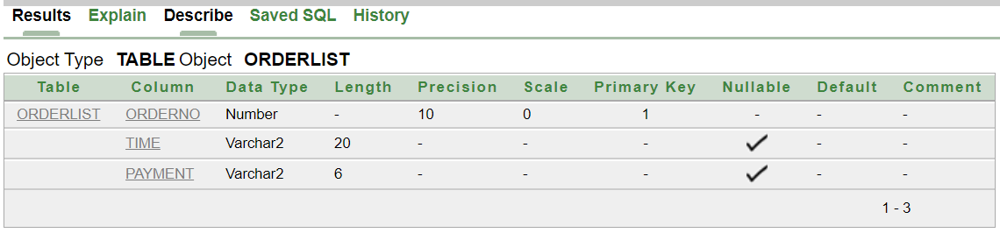 Results Explain Describe Saved SQL History
Object Type TABLE Object ORDERLIST
Table Column Data Type Length Precision Scale Primary Key Nullable Default Comment
ORDERLIST ORDERNO Number - 10 0 1 - - -
TIME Varchar2 20 - - - ✓ - -
PAYMENT Varchar2 6 - - - ✓ - -
1 - 3